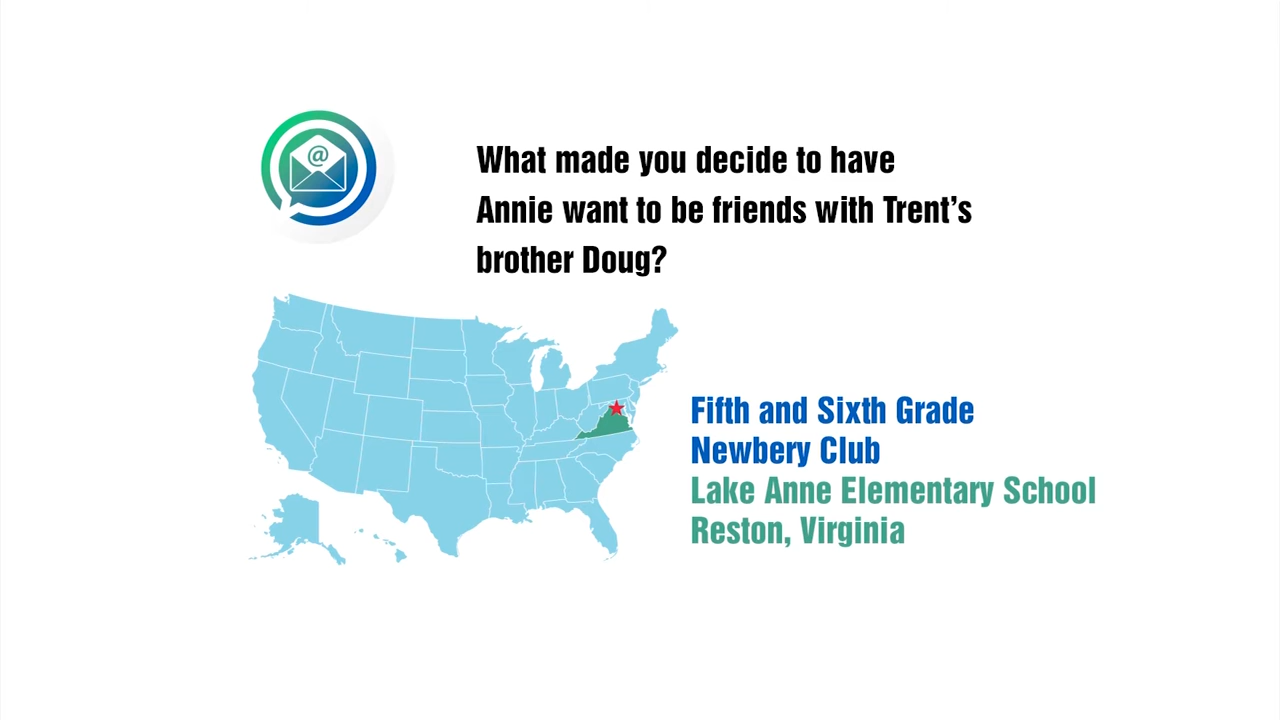 @
What made you decide to have
Annie want to be friends with Trent’s
brother Doug?
Fifth and Sixth Grade
Newbery Club
Lake Anne Elementary School
Reston, Virginia